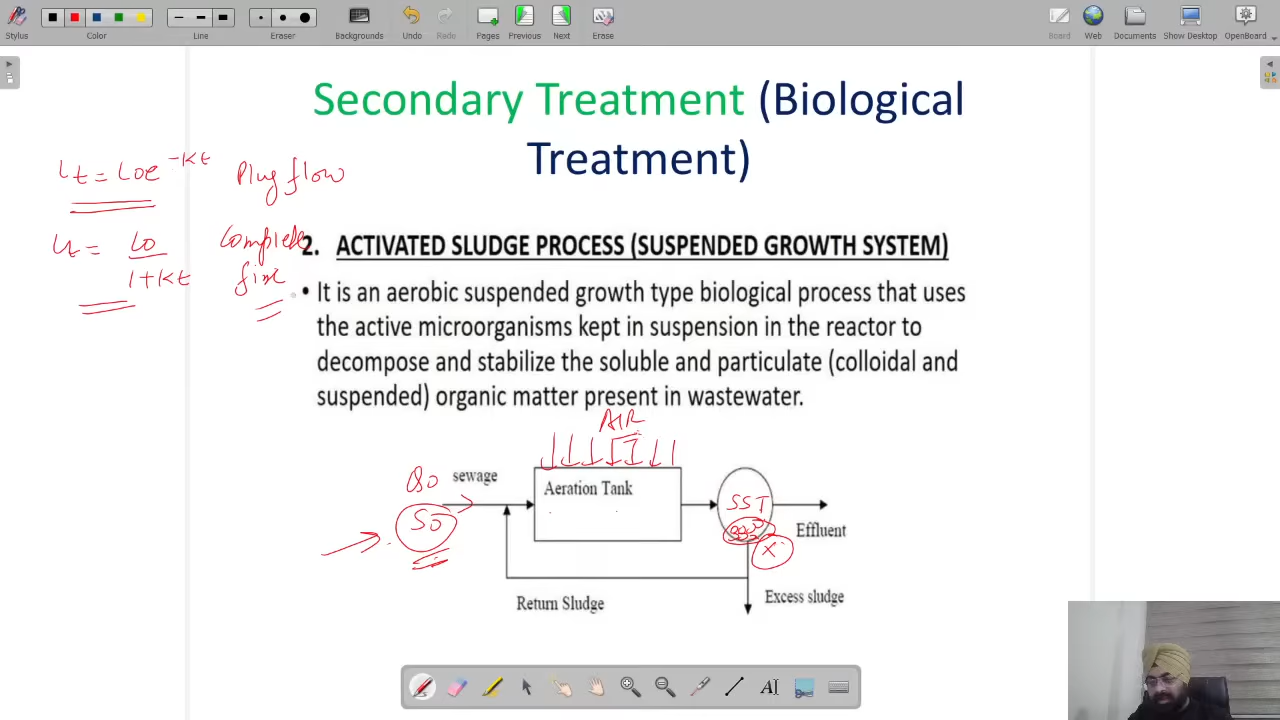 Stylus
Color
Line
Eraser
Backgrounds
Undo
Redo
Pages
Previous
Next
Erase
Board
Web
Documents
Show Desktop
OpenBoard
Secondary Treatment (Biological
Treatment)
Lt = Loe^-Kt Plug flow
Lt = Lo / 1+Kt Complete
2. ACTIVATED SLUDGE PROCESS (SUSPENDED GROWTH SYSTEM)
• It is an aerobic suspended growth type biological process that uses
the active microorganisms kept in suspension in the reactor to
decompose and stabilize the soluble and particulate (colloidal and
suspended) organic matter present in wastewater.
AIR
Qo
sewage
Aeration Tank
So
SST
Effluent
X
Return Sludge
Excess sludge